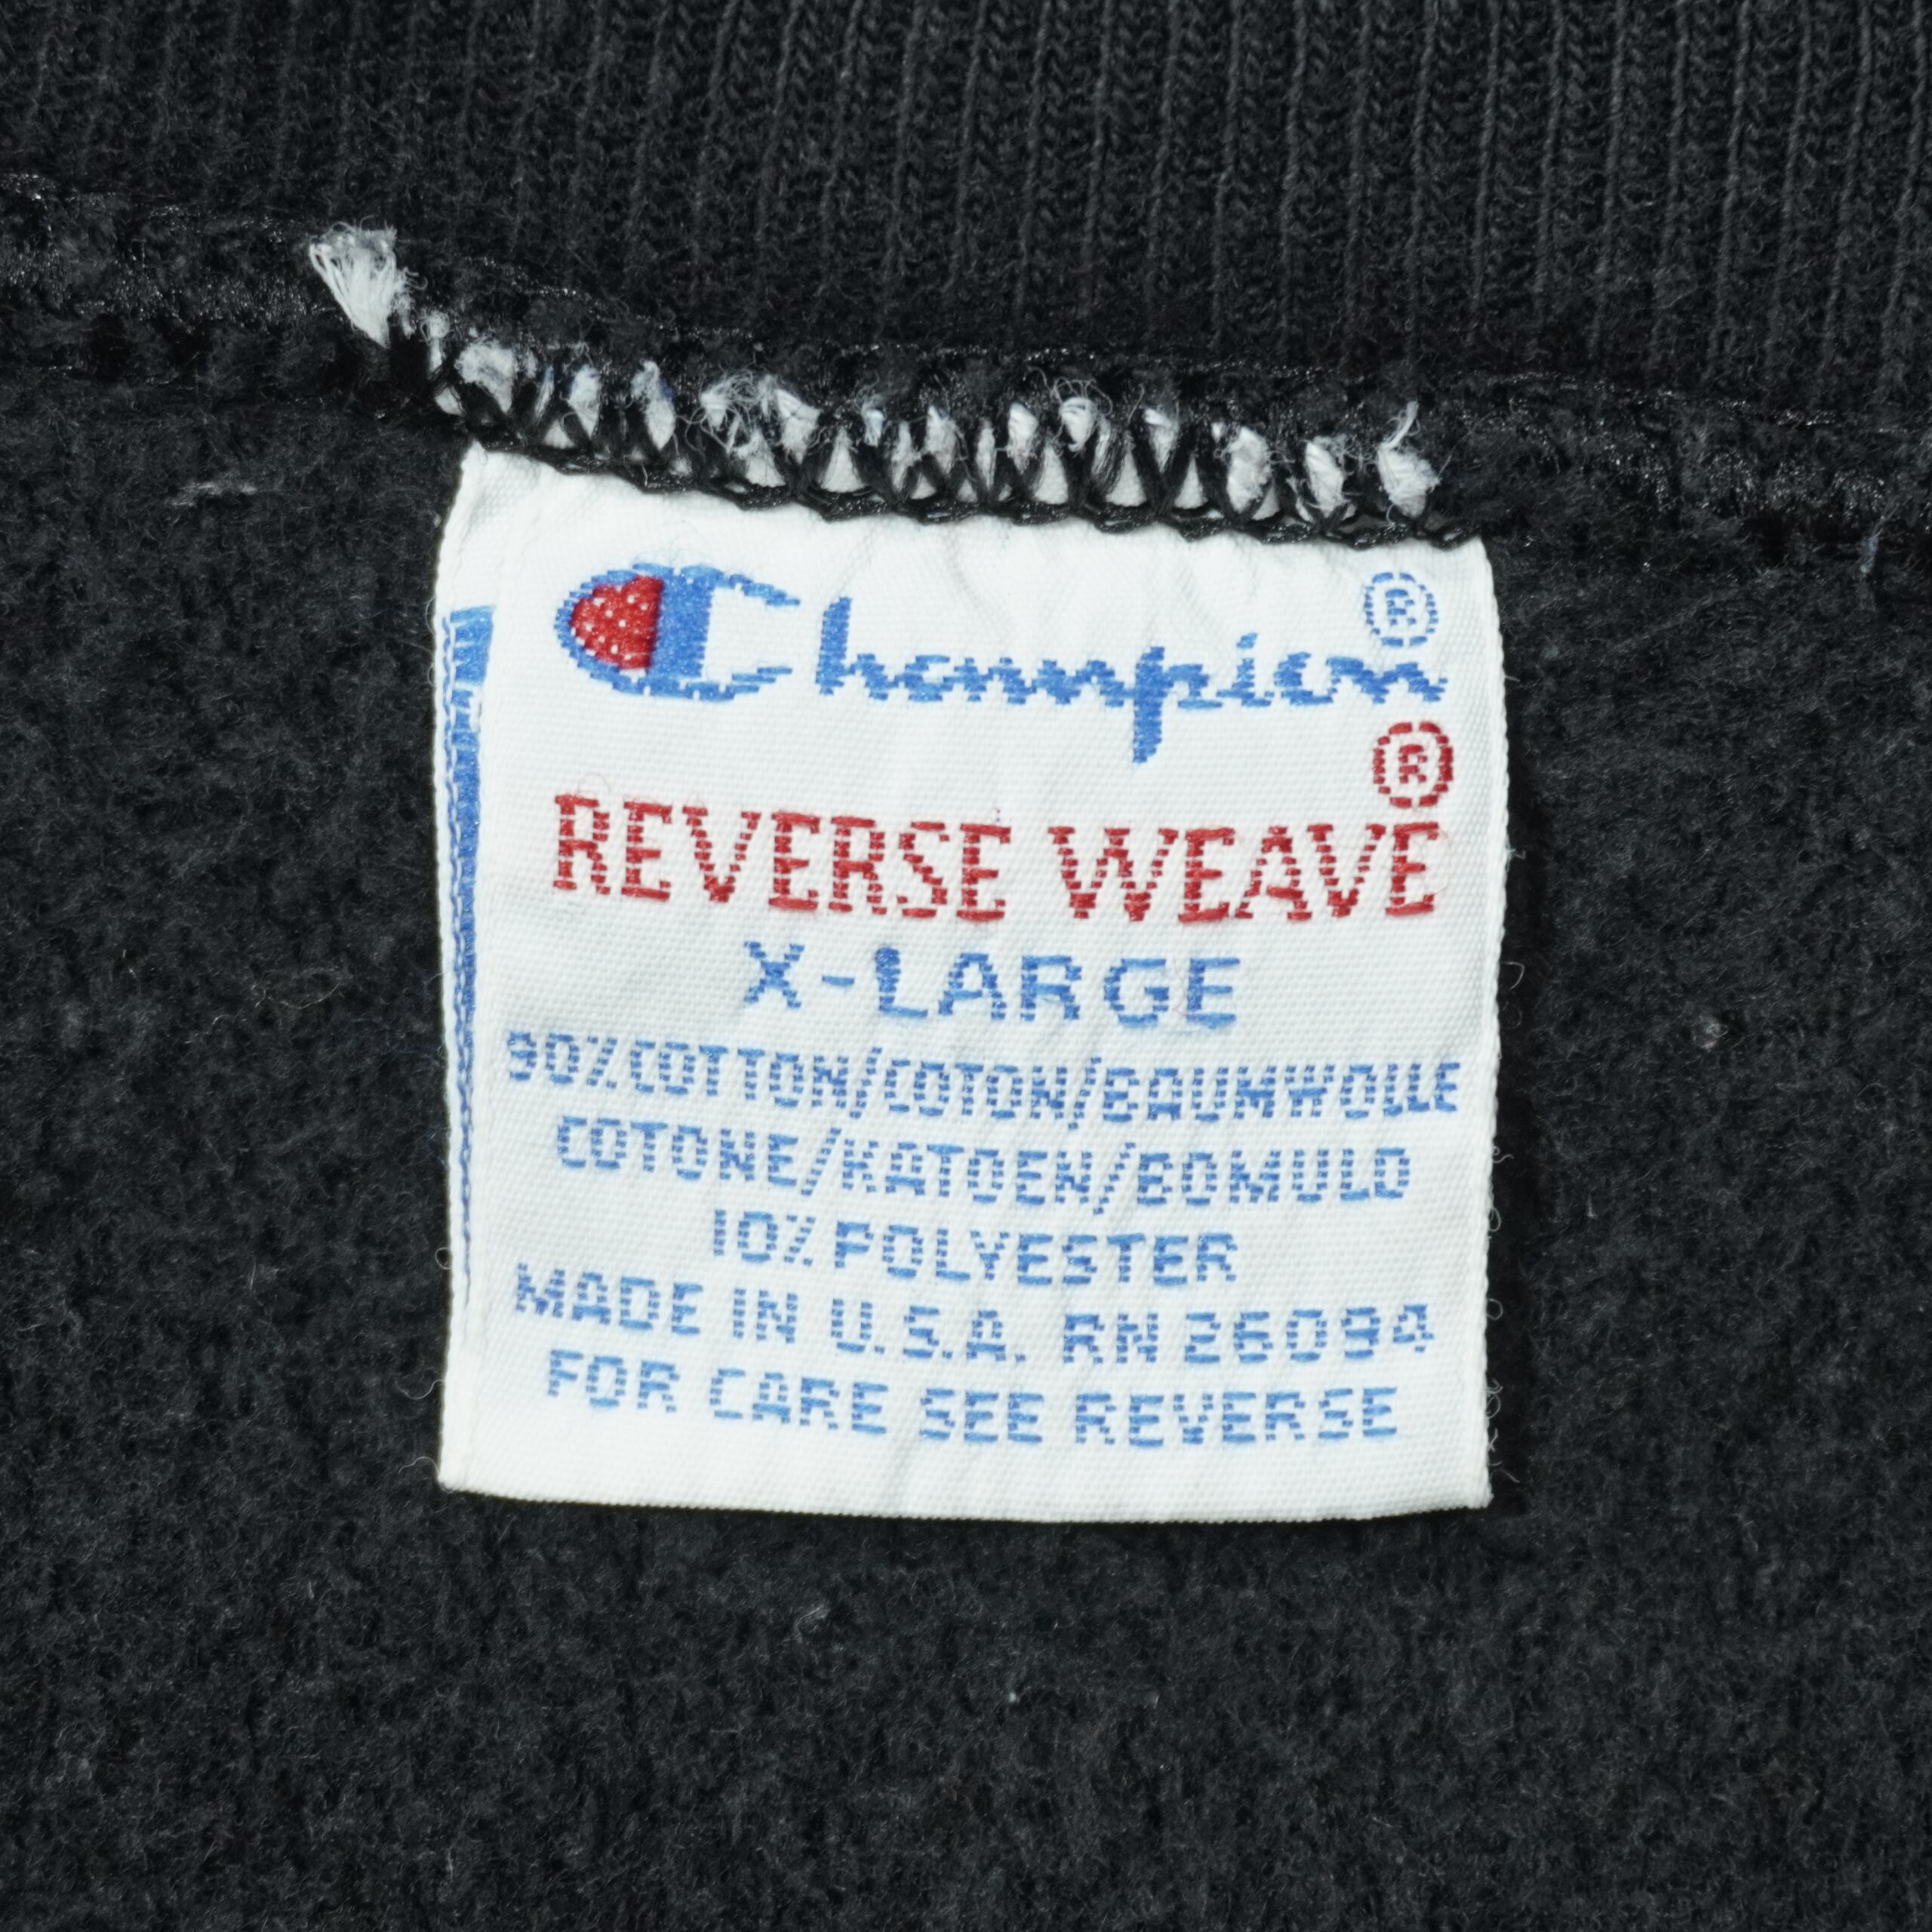 Champion®
®
REVERSE WEAVE
X-LARGE
90% COTTON/COTON/BAUMWOLLE
COTONE/KATOEN/BOMULD
10% POLYESTER
MADE IN U.S.A. RN 26094
FOR CARE SEE REVERSE